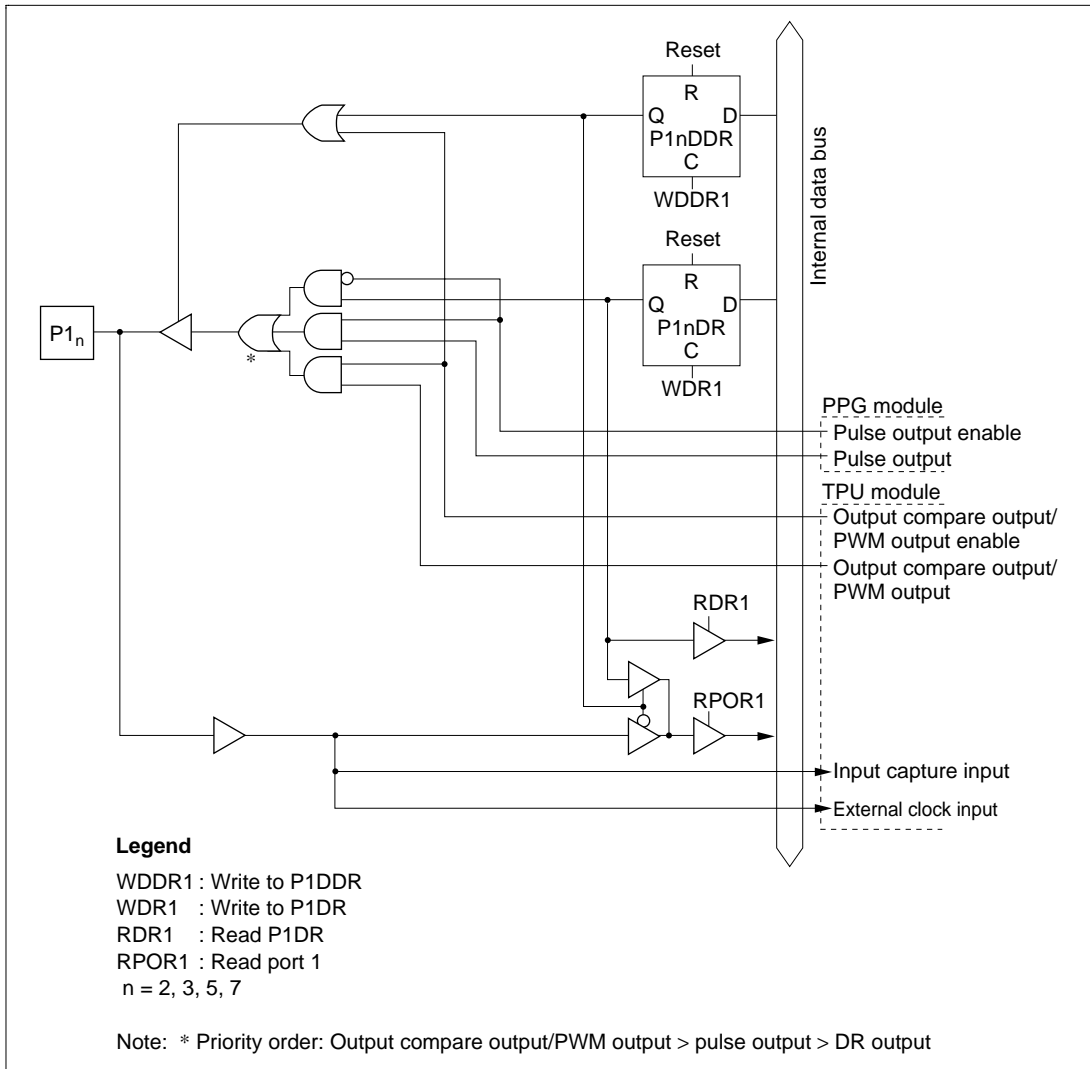 Reset
R
Q D
P1nDDR
C
WDDR1
Reset
R
Q D
P1nDR
C
WDR1
Internal data bus
P1n
*
PPG module
Pulse output enable
Pulse output
TPU module
Output compare output/
PWM output enable
Output compare output/
PWM output
RDR1
RPOR1
Input capture input
External clock input
Legend
WDDR1 : Write to P1DDR
WDR1 : Write to P1DR
RDR1 : Read P1DR
RPOR1 : Read port 1
n = 2, 3, 5, 7
Note: * Priority order: Output compare output/PWM output > pulse output > DR output